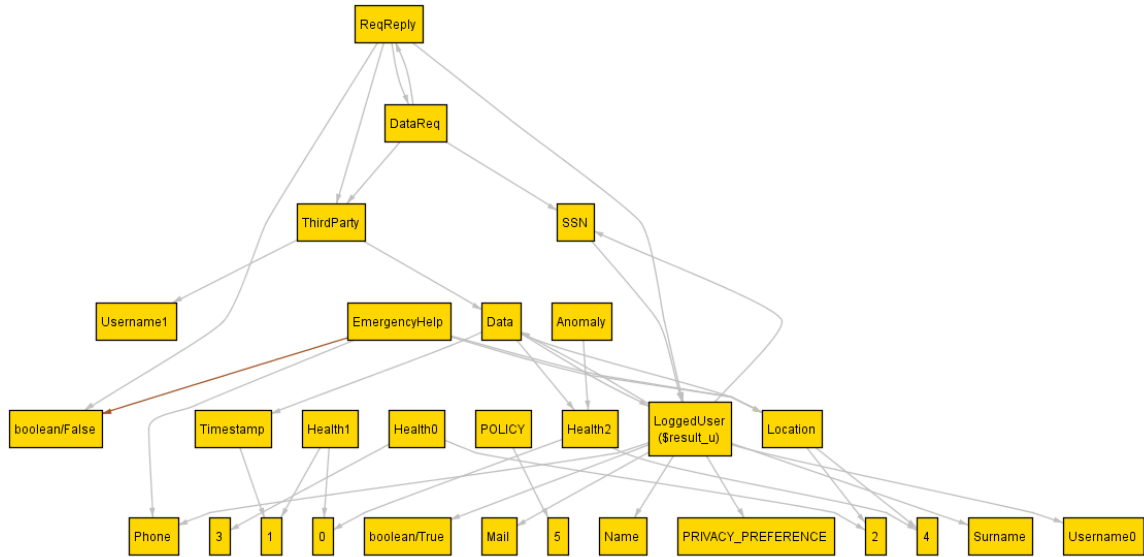 ReqReply
DataReq
ThirdParty
SSN
Username1
EmergencyHelp
Data
Anomaly
boolean/False
Timestamp
Health1
Health0
POLICY
Health2
LoggedUser
($result_u)
Location
Phone
3
1
0
boolean/True
Mail
5
Name
PRIVACY_PREFERENCE
2
4
Surname
Username0